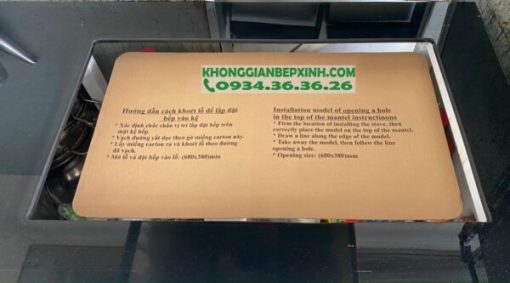 KHONGGIANBEPXINH.COM
0934.36.36.26
Hướng dẫn cách khoét lỗ để lắp đặt
bếp vào kệ
* Xác định chắc chắn vị trí lắp đặt bếp trên
mặt kệ bếp.
* Vạch đường cắt dọc theo gờ miếng carton này.
* Lấy miếng carton ra và khoét lỗ theo đường
đã vạch.
* Mở lỗ và đặt bếp vào lỗ: (680x380)mm
Installation model of opening a hole
in the top of the mantel instructinons
* Firm the location of installing the stove, then
correctly place the model on the top of the mantel.
* Draw a line along the edge of the model.
* Take away the model, then follow the line
opening a hole.
* Opening size: (680x380)mm